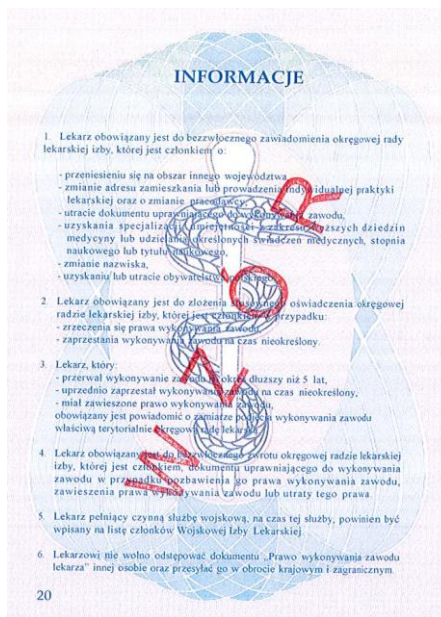 INFORMACJE
1. Lekarz obowiązany jest do bezzwłocznego zawiadomienia okręgowej rady
lekarskiej izby, której jest członkiem o:
- przeniesieniu się na obszar innego województwa,
- zmianie adresu zamieszkania lub prowadzenia indywidualnej praktyki
lekarskiej oraz o zmianie pracodawcy,
- utracie dokumentu uprawniającego do wykonywania zawodu,
- uzyskania specjalizacji, umiejętności z zakresu węższych dziedzin
medycyny lub udzielania określonych świadczeń medycznych, stopnia
naukowego lub tytułu naukowego,
- zmianie nazwiska,
- uzyskaniu lub utracie obywatelstwa polskiego.
2. Lekarz obowiązany jest do złożenia stosownego oświadczenia okręgowej
radzie lekarskiej izby, której jest członkiem w przypadku:
- zrzeczenia się prawa wykonywania zawodu,
- zaprzestania wykonywania zawodu na czas nieokreślony.
3. Lekarz, który:
- przerwał wykonywanie zawodu na okres dłuższy niż 5 lat,
- uprzednio zaprzestał wykonywania zawodu na czas nieokreślony,
- miał zawieszone prawo wykonywania zawodu,
obowiązany jest powiadomić o zamiarze podjęcia wykonywania zawodu
właściwą terytorialnie okręgową radę lekarską.
4. Lekarz obowiązany jest do bezzwłocznego zwrotu okręgowej radzie lekarskiej
izby, której jest członkiem, dokumentu uprawniającego do wykonywania
zawodu w przypadku pozbawienia go prawa wykonywania zawodu,
zawieszenia prawa wykonywania zawodu lub utraty tego prawa.
5. Lekarz pełniący czynną służbę wojskową, na czas tej służby, powinien być
wpisany na listę członków Wojskowej Izby Lekarskiej.
6. Lekarzowi nie wolno odstępować dokumentu „Prawo wykonywania zawodu
lekarza” innej osobie oraz przesyłać go w obrocie krajowym i zagranicznym.
20
WZÓR